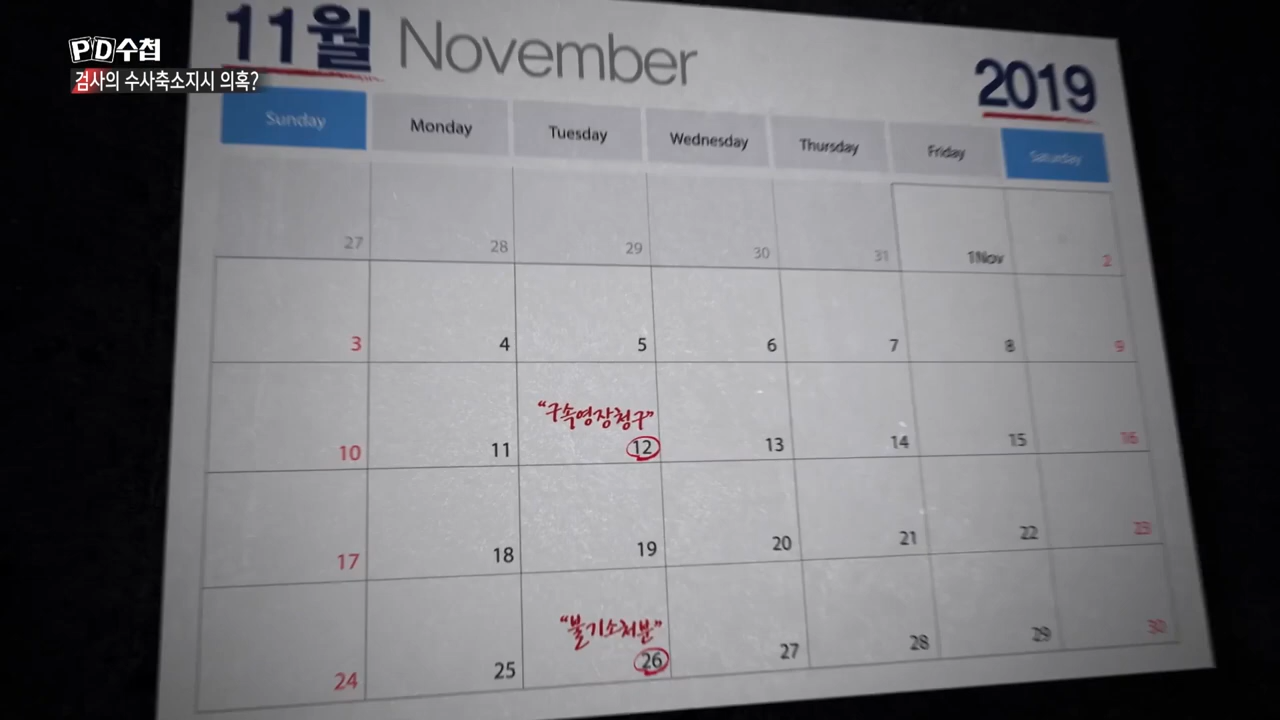 PD수첩
검사의 수사축소지시 의혹?
11월 November
2019
Sunday Monday Tuesday Wednesday Thursday Friday Saturday
27 28 29 30 31 1Nov 2
3 4 5 6 7 8 9
"구속영장청구"
10 11 12 13 14 15 16
17 18 19 20 21 22 23
"불기소처분"
24 25 26 27 28 29 30